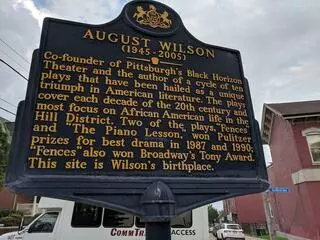 AUGUST WILSON
(1945-2005)
Co-founder of Pittsburgh's Black Horizon
Theater and the author of a cycle of ten
plays that have been hailed as a unique
triumph in American literature. The plays
cover each decade of the 20th century and
most focus on African American life in the
Hill District. Two of the plays, "Fences"
and "The Piano Lesson," won Pulitzer
prizes for best drama in 1987 and 1990;
"Fences" also won Broadway's Tony Award.
This site is Wilson's birthplace.
COMMTRANS ACCESS